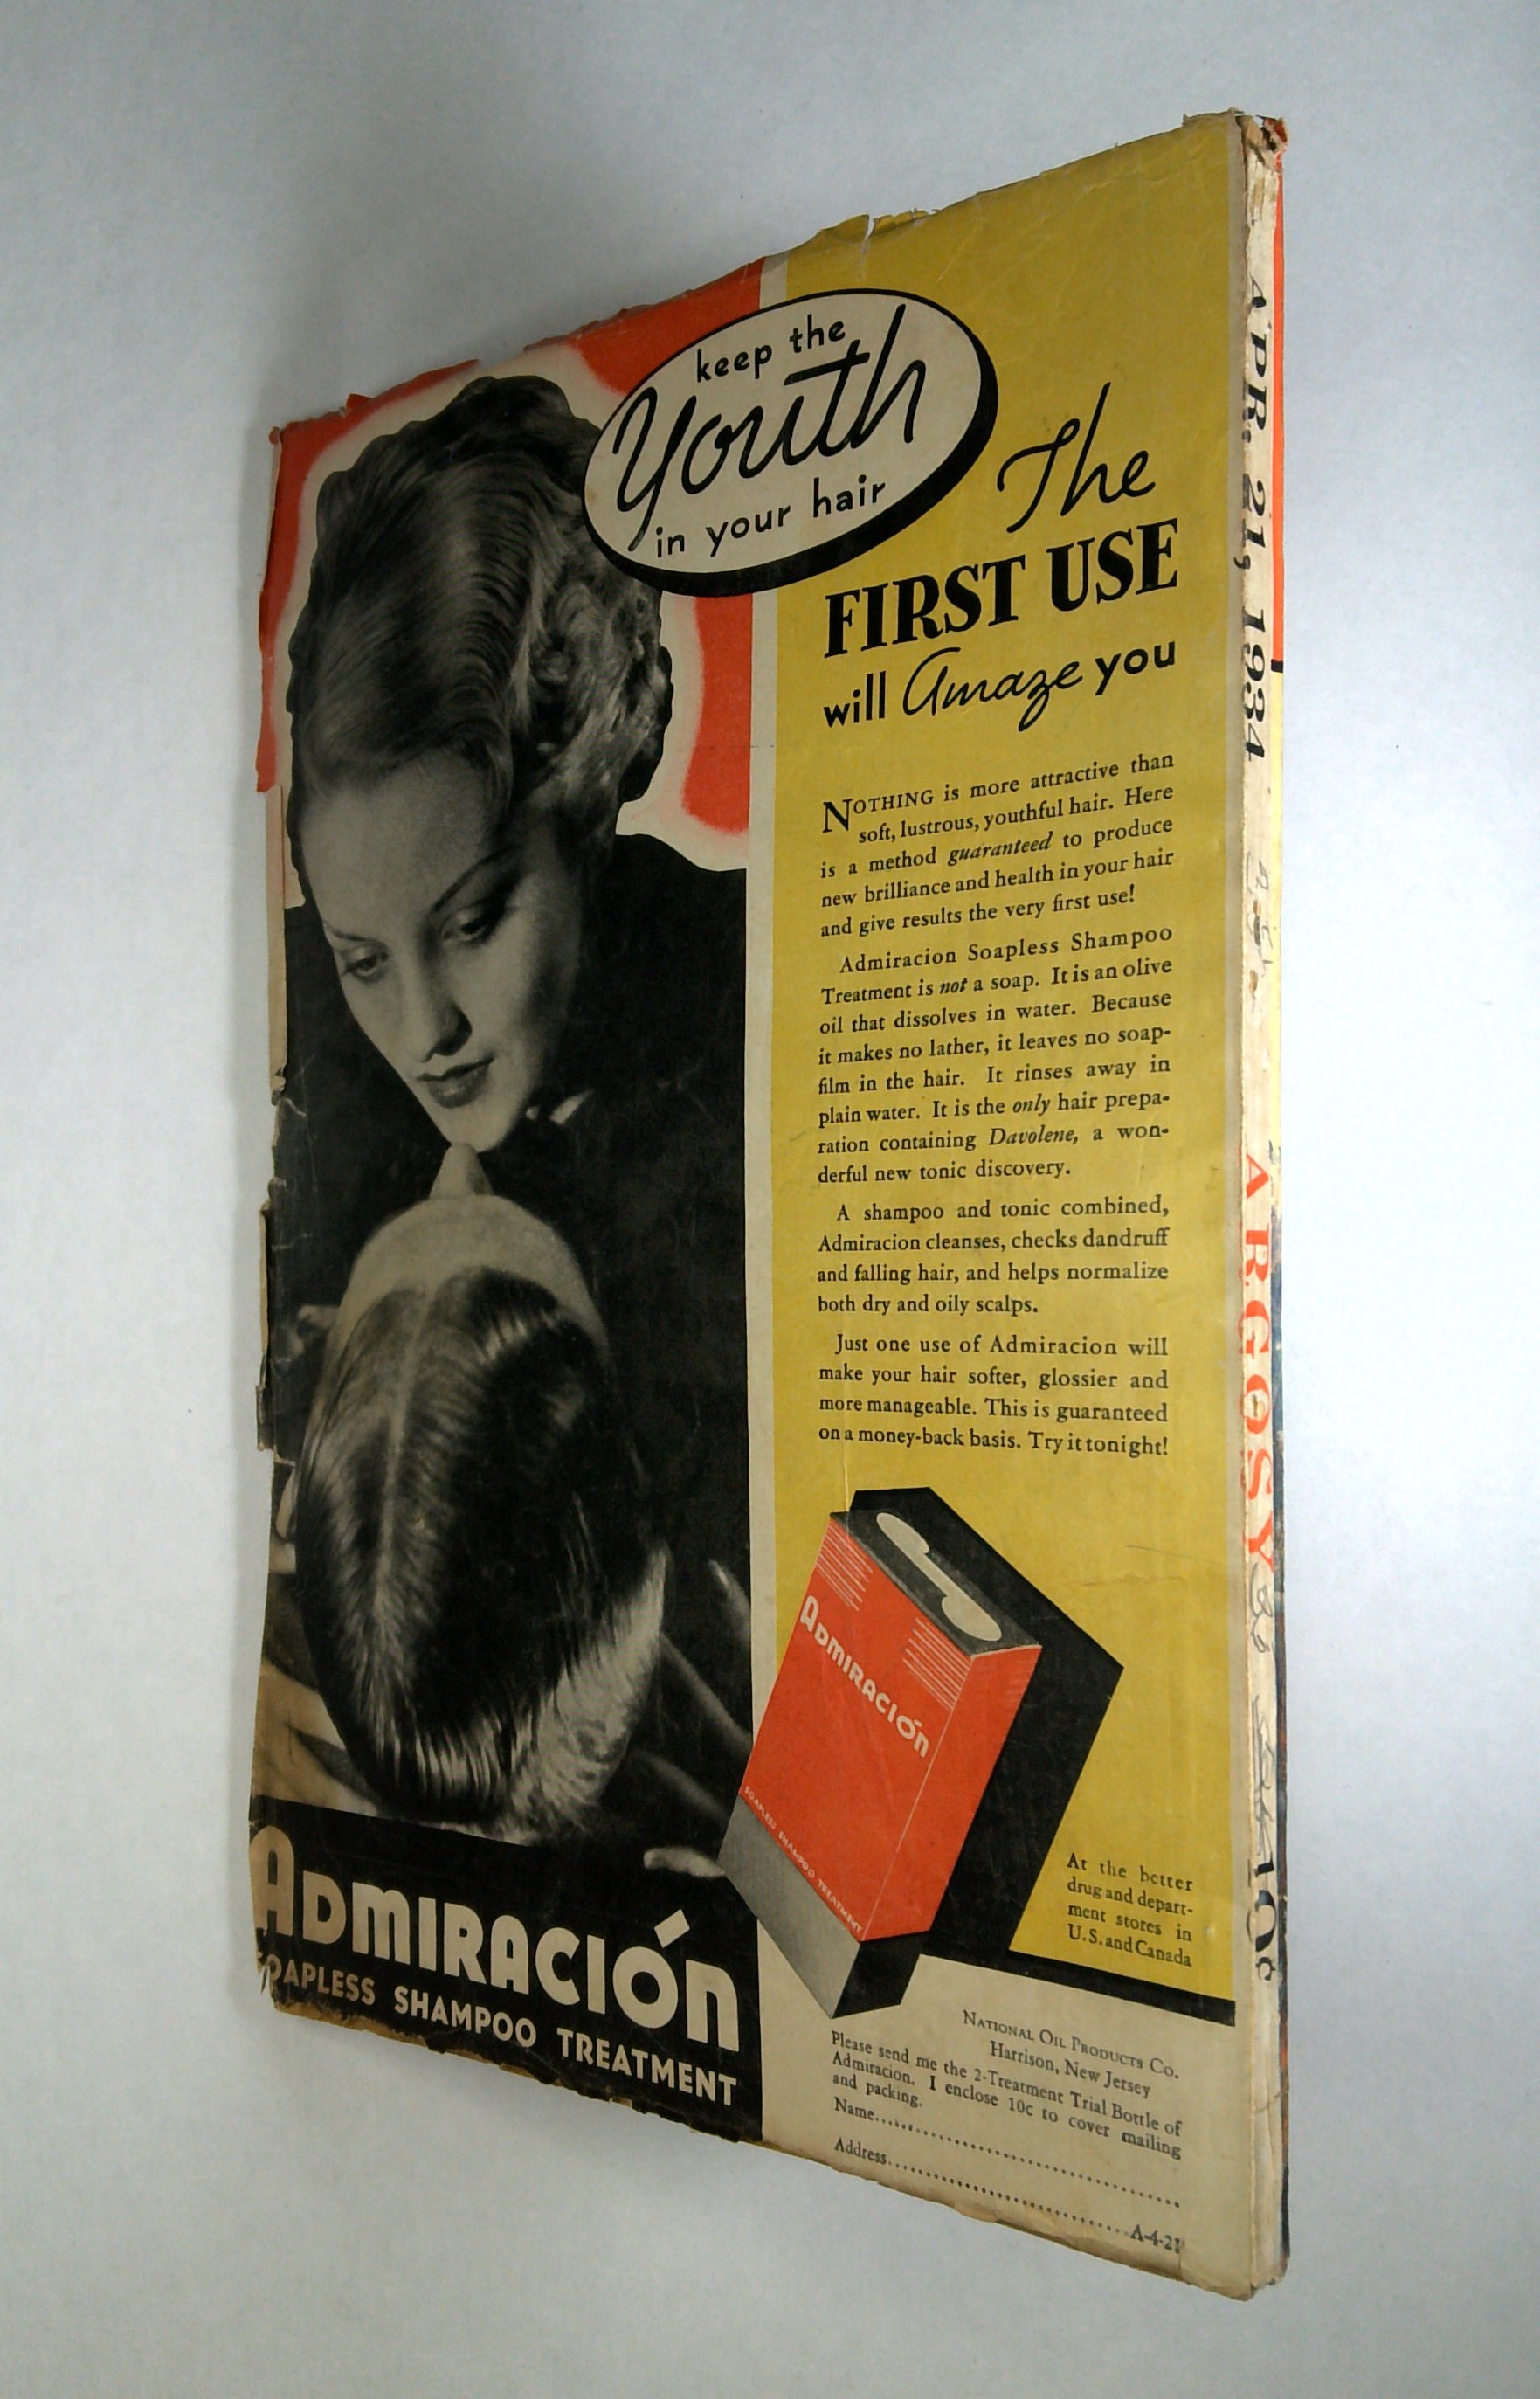 keep the
Youth
in your hair
The
FIRST USE
will Amaze you
NOTHING is more attractive than
soft, lustrous, youthful hair. Here
is a method guaranteed to produce
new brilliance and health in your hair
and give results the very first use!
Admiracion Soapless Shampoo
Treatment is not a soap. It is an olive
oil that dissolves in water. Because
it makes no lather, it leaves no soap-
film in the hair. It rinses away in
plain water. It is the only hair prepa-
ration containing Davolene, a won-
derful new tonic discovery.
A shampoo and tonic combined,
Admiracion cleanses, checks dandruff
and falling hair, and helps normalize
both dry and oily scalps.
Just one use of Admiracion will
make your hair softer, glossier and
more manageable. This is guaranteed
on a money-back basis. Try it tonight!
ADMIRACIÓN
SOAPLESS SHAMPOO TREATMENT
At the better
drug and depart-
ment stores in
U.S. and Canada
ADMIRACIÓN
SOAPLESS SHAMPOO TREATMENT
NATIONAL OIL PRODUCTS CO.
Harrison, New Jersey
Please send me the 2-Treatment Trial Bottle of
Admiracion. I enclose 10c to cover mailing
and packing.
Name
Address
A-4-21
APR. 21, 1934
ARGOSY
10¢